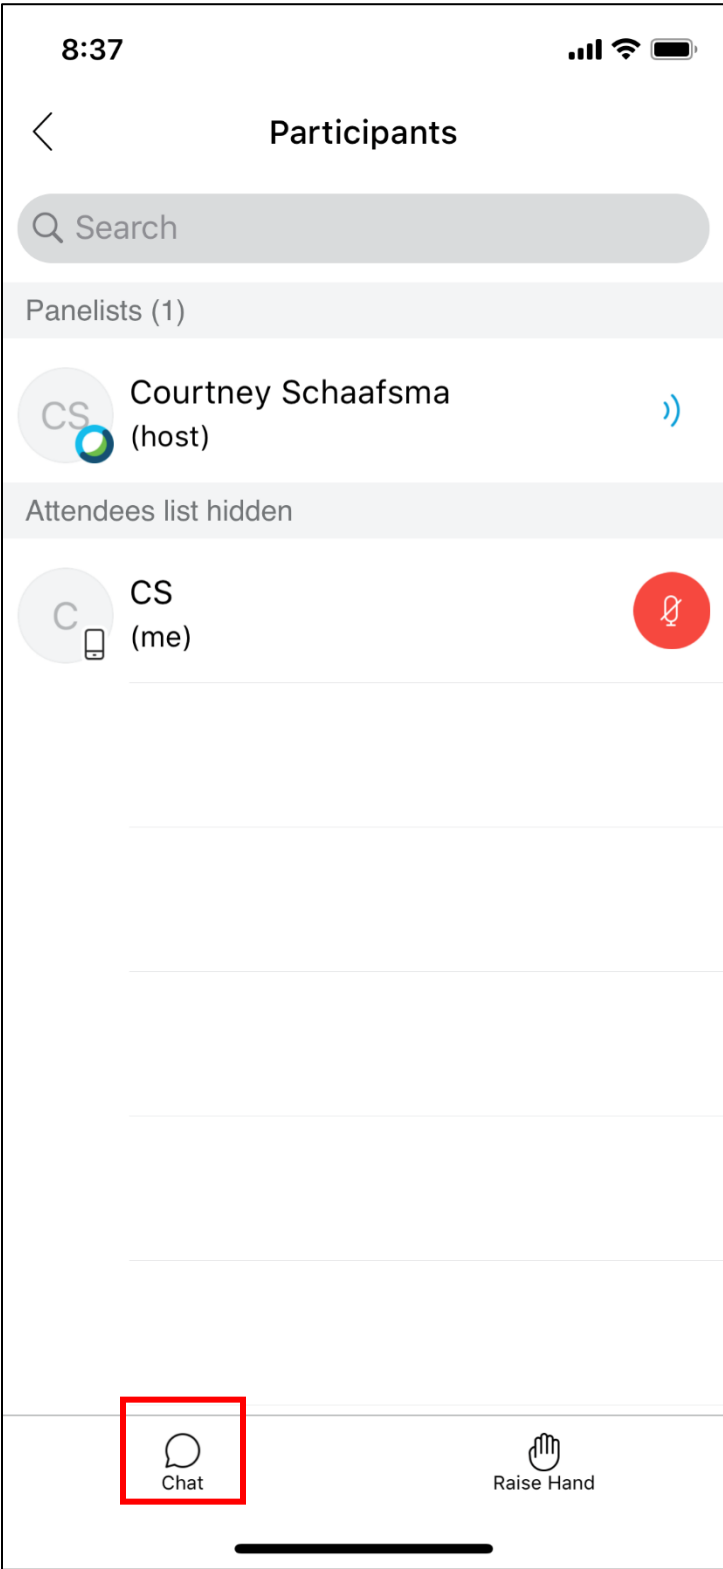 8:37
Participants
Search
Panelists (1)
CS
Courtney Schaafsma
(host)
Attendees list hidden
C
CS
(me)
Chat
Raise Hand